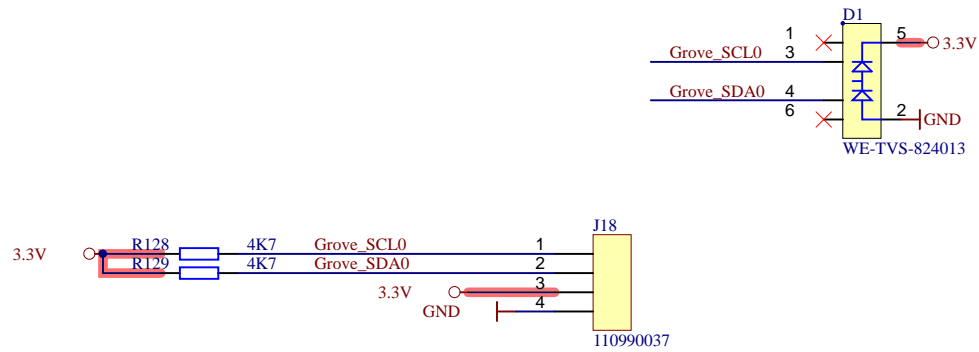 D1
1
5
3.3V
Grove_SCL0
3
Grove_SDA0
4
6
2
GND
WE-TVS-824013
J18
3.3V
R128
4K7
Grove_SCL0
1
R129
4K7
Grove_SDA0
2
3.3V
3
GND
4
110990037